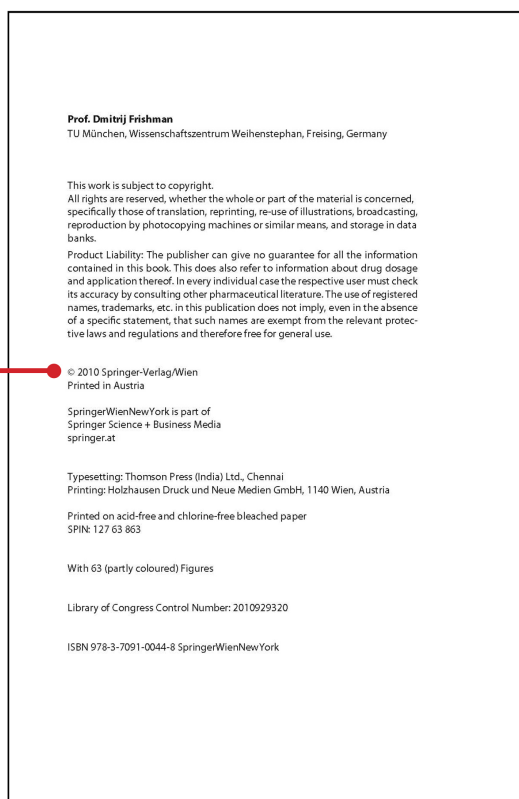 Prof. Dmitrij Frishman
TU München, Wissenschaftszentrum Weihenstephan, Freising, Germany
This work is subject to copyright.
All rights are reserved, whether the whole or part of the material is concerned,
specifically those of translation, reprinting, re-use of illustrations, broadcasting,
reproduction by photocopying machines or similar means, and storage in data
banks.
Product Liability: The publisher can give no guarantee for all the information
contained in this book. This does also refer to information about drug dosage
and application thereof. In every individual case the respective user must check
its accuracy by consulting other pharmaceutical literature. The use of registered
names, trademarks, etc. in this publication does not imply, even in the absence
of a specific statement, that such names are exempt from the relevant protec-
tive laws and regulations and therefore free for general use.
© 2010 Springer-Verlag/Wien
Printed in Austria
SpringerWienNewYork is part of
Springer Science + Business Media
springer.at
Typesetting: Thomson Press (India) Ltd., Chennai
Printing: Holzhausen Druck und Neue Medien GmbH, 1140 Wien, Austria
Printed on acid-free and chlorine-free bleached paper
SPIN: 127 63 863
With 63 (partly coloured) Figures
Library of Congress Control Number: 2010929320
ISBN 978-3-7091-0044-8 SpringerWienNewYork